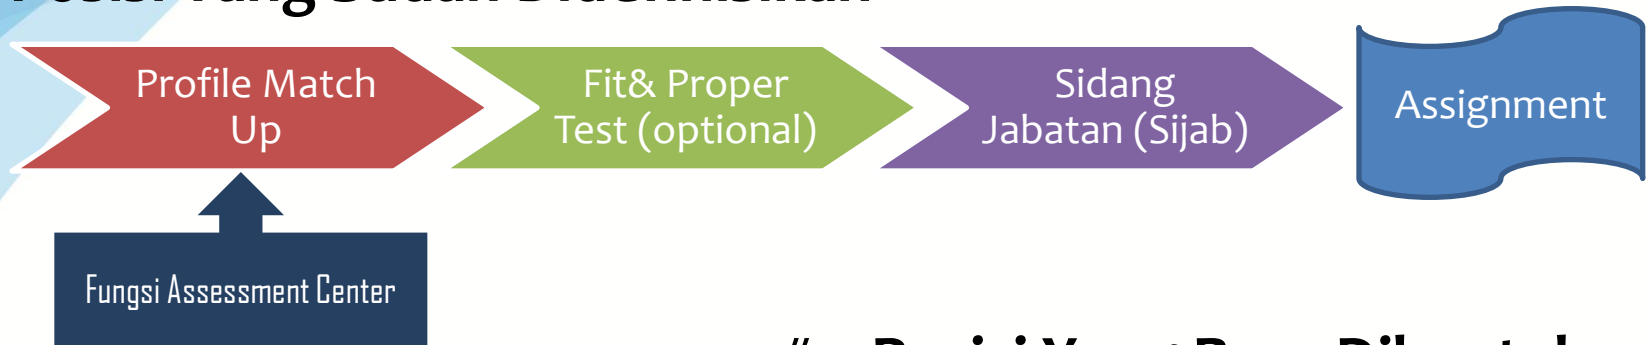 Profile Match
Up
Fit& Proper
Test (optional)
Sidang
Jabatan (Sijab)
Assignment
Fungsi Assessment Center